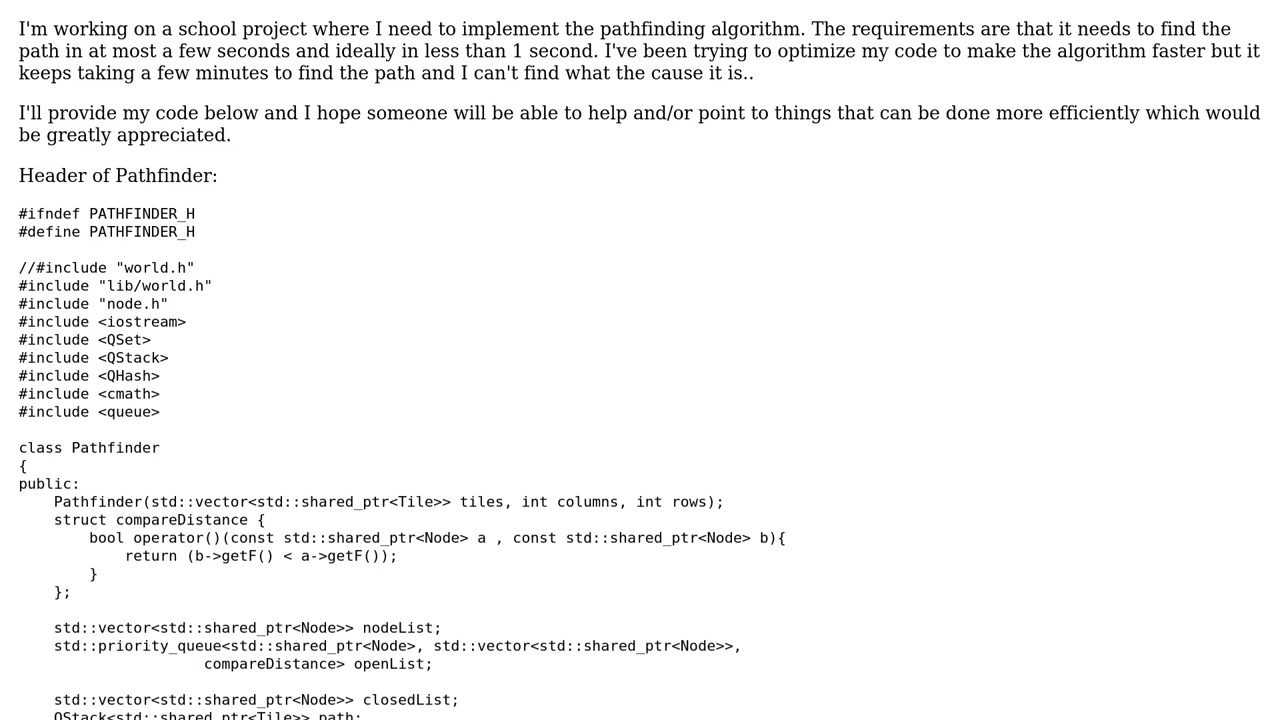 I'm working on a school project where I need to implement the pathfinding algorithm. The requirements are that it needs to find the
path in at most a few seconds and ideally in less than 1 second. I've been trying to optimize my code to make the algorithm faster but it
keeps taking a few minutes to find the path and I can't find what the cause it is..
I'll provide my code below and I hope someone will be able to help and/or point to things that can be done more efficiently which would
be greatly appreciated.
Header of Pathfinder:
#ifndef PATHFINDER_H
#define PATHFINDER_H
//#include "world.h"
#include "lib/world.h"
#include "node.h"
#include <iostream>
#include <QSet>
#include <QStack>
#include <QHash>
#include <cmath>
#include <queue>
class Pathfinder
{
public:
    Pathfinder(std::vector<std::shared_ptr<Tile>> tiles, int columns, int rows);
    struct compareDistance {
        bool operator()(const std::shared_ptr<Node> a , const std::shared_ptr<Node> b){
            return (b->getF() < a->getF());
        }
    };
    std::vector<std::shared_ptr<Node>> nodeList;
    std::priority_queue<std::shared_ptr<Node>, std::vector<std::shared_ptr<Node>>,
                     compareDistance> openList;
    std::vector<std::shared_ptr<Node>> closedList;
    QStack<std::shared_ptr<Tile>> path;